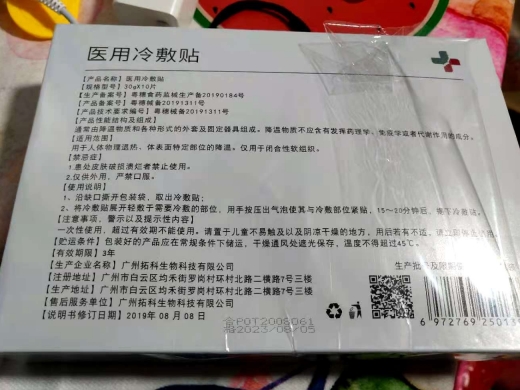 医用冷敷贴
【产品名称】医用冷敷贴
【规格型号】30gX10片
【生产备案号】粤穗食药监械生产备20190184号
【产品备案号】粤穗械备20191311号
【产品技术要求编号】粤穗械备20191311号
【产品性能结构及组成】
通常由降温物质和各种形式的外套及固定器具组成。降温物质不应含有发挥药理学、免疫学或者代谢作用的成分。
【适用范围】
用于人体物理退热、体表面特定部位的降温。仅用于闭合性软组织。
【禁忌症】
1.患处皮肤破损溃烂者禁止使用。
2.仅供外用，严禁口服。
【使用说明】
1、沿缺口撕开包装袋，取出冷敷贴；
2、将冷敷贴展开轻敷于需要冷敷的部位，用手按压出气泡使其与冷敷部位紧贴，15～20分钟后，撕下冷敷
【注意事项、警示以及提示性内容】
一次性使用，超过有效期不能使用。请置于儿童不易触及以及阴凉干燥的地方，用后若有不适，请
【贮运条件】包装好的产品应在常规条件下储运，干燥通风处遮光保存，温度不得超过45℃。
【有效期限】3年
【生产企业名称】广州拓科生物科技有限公司
【注册地址】广州市白云区均禾街罗岗村环村北路二横路7号三楼
【生产地址】广州市白云区均禾街罗岗村环村北路二横路7号三楼
【售后服务单位】广州拓科生物科技有限公司
【说明书修订日期】2019年08月08日
生产批号及限期
2023/08/05
6 972769 25013